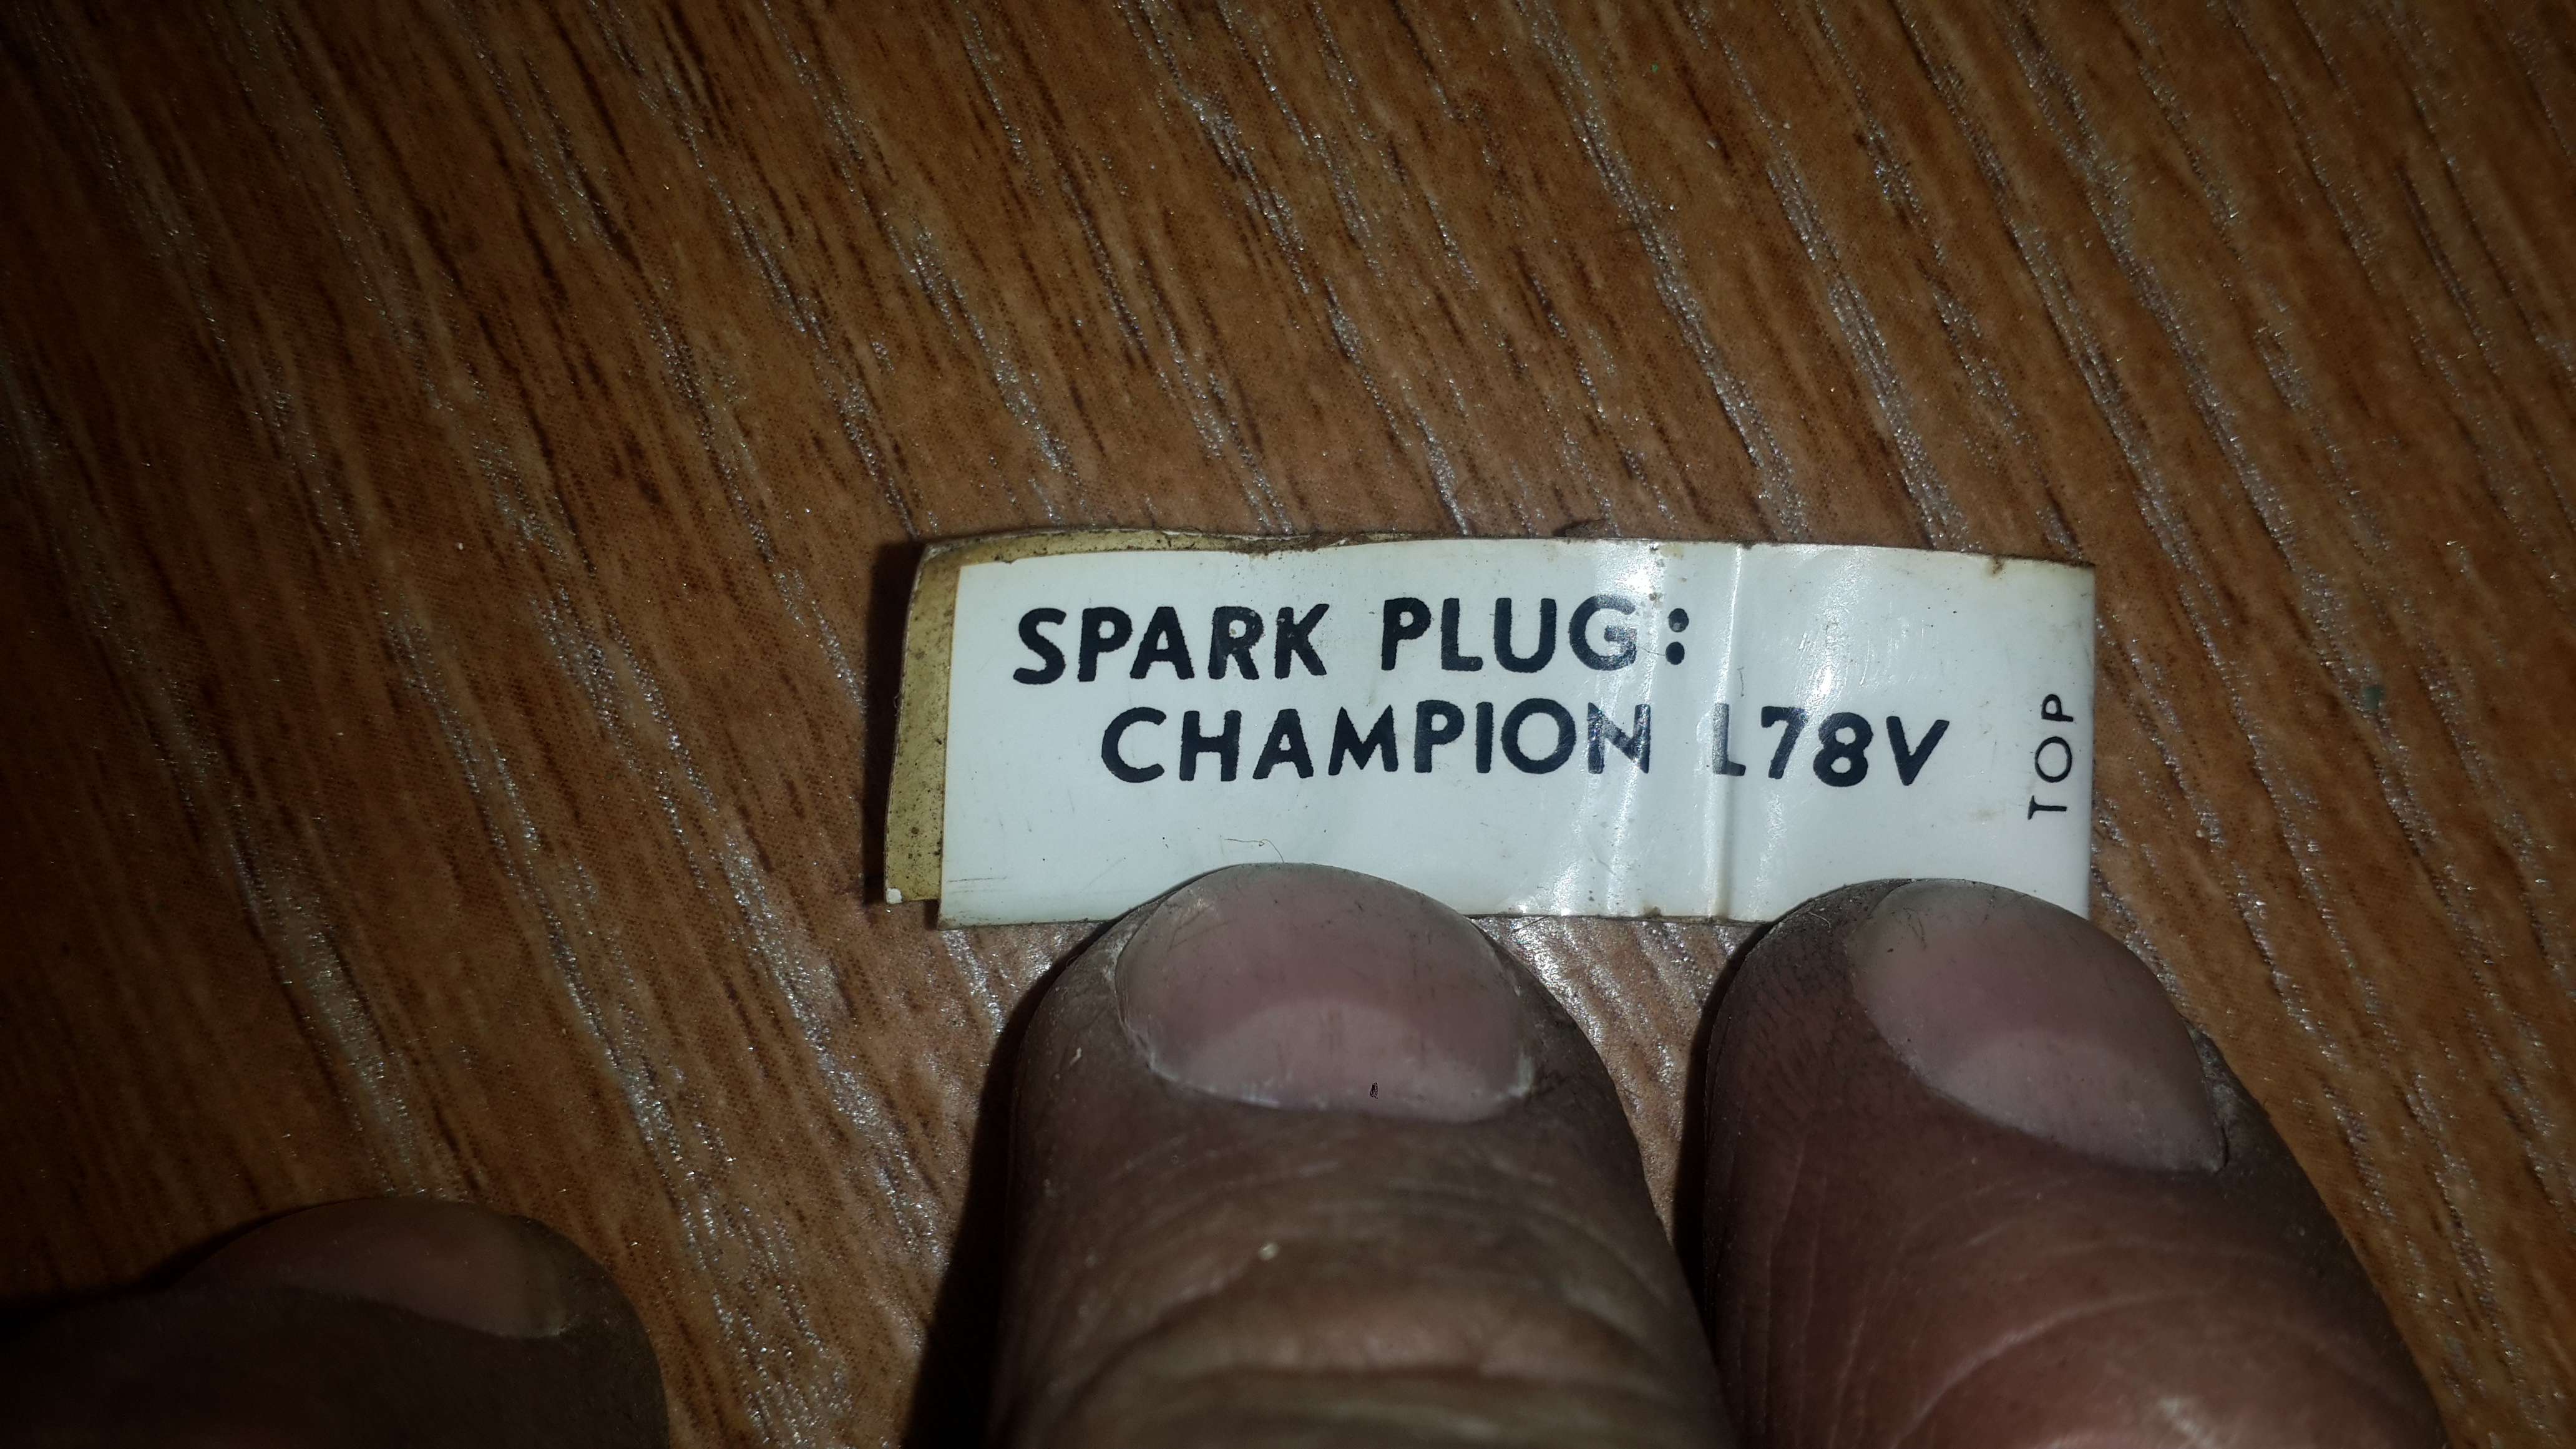 SPARK PLUG:
CHAMPION L78V
TOP